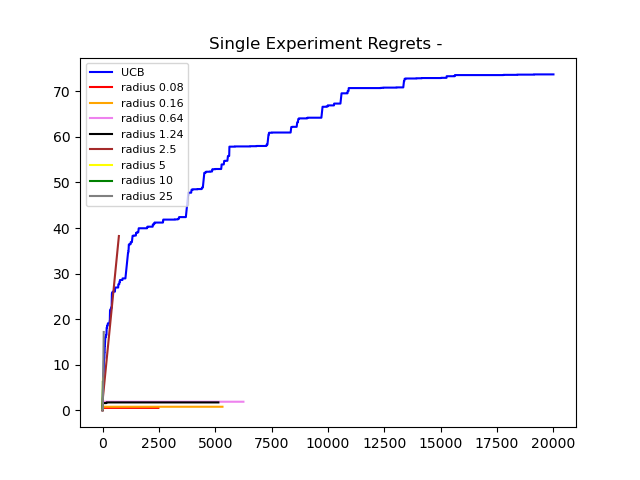 Single Experiment Regrets -
UCB
radius 0.08
radius 0.16
radius 0.64
radius 1.24
radius 2.5
radius 5
radius 10
radius 25
70
60
50
40
30
20
10
0
0 2500 5000 7500 10000 12500 15000 17500 20000